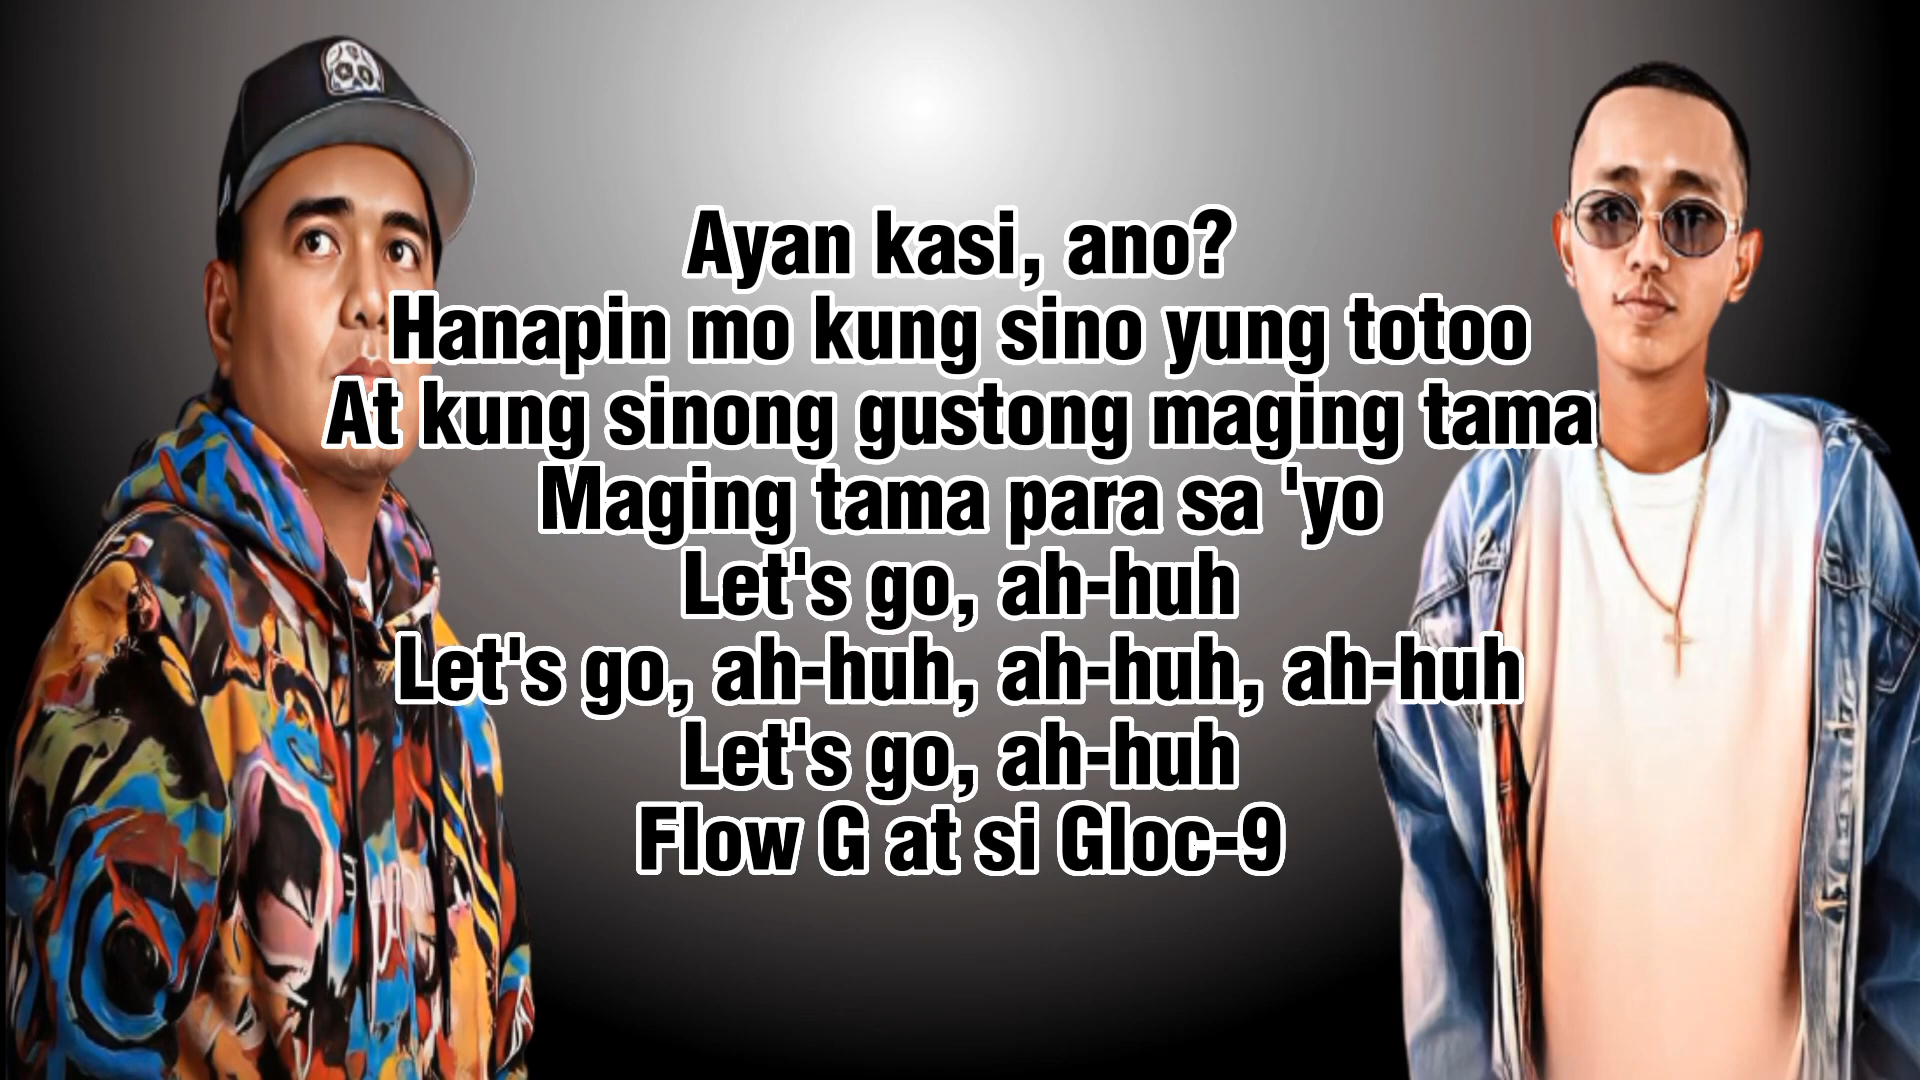 Ayan kasi, ano?
Hanapin mo kung sino yung totoo
At kung sinong gustong maging tama
Maging tama para sa 'yo
Let's go, ah-huh
Let's go, ah-huh, ah-huh, ah-huh
Let's go, ah-huh
Flow G at si Gloc-9